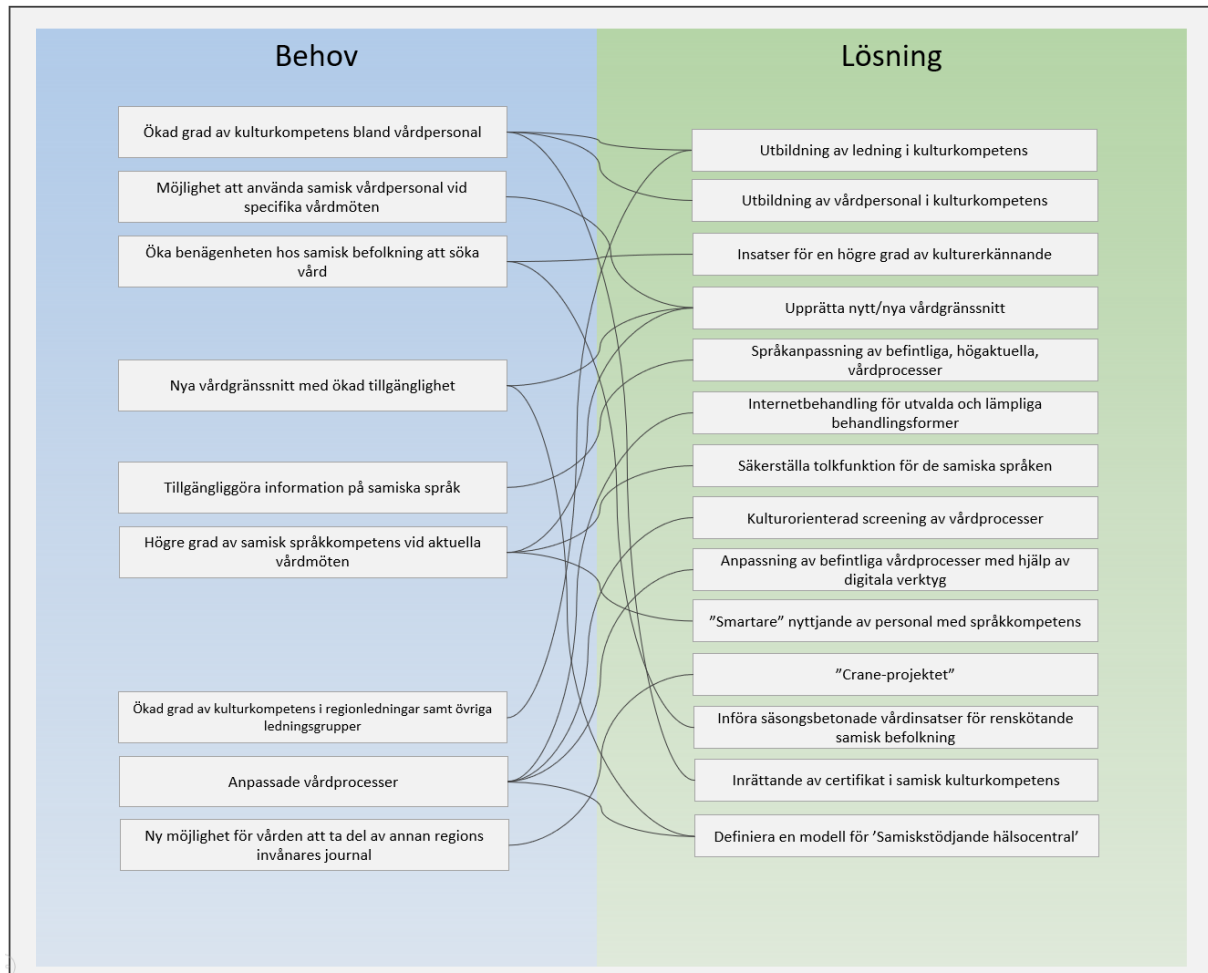 Behov
Ökad grad av kulturkompetens bland vårdpersonal
Möjlighet att använda samisk vårdpersonal vid
specifika vårdmöten
Öka benägenheten hos samisk befolkning att söka
vård
Nya vårdgränssnitt med ökad tillgänglighet
Tillgängliggöra information på samiska språk
Högre grad av samisk språkkompetens vid aktuella
vårdmöten
Ökad grad av kulturkompetens i regionledningar samt övriga
ledningsgrupper
Anpassade vårdprocesser
Ny möjlighet för vården att ta del av annan regions
invånares journal
Lösning
Utbildning av ledning i kulturkompetens
Utbildning av vårdpersonal i kulturkompetens
Insatser för en högre grad av kulturerkännande
Upprätta nytt/nya vårdgränssnitt
Språkanpassning av befintliga, högaktuella,
vårdprocesser
Internetbehandling för utvalda och lämpliga
behandlingsformer
Säkerställa tolkfunktion för de samiska språken
Kulturorienterad screening av vårdprocesser
Anpassning av befintliga vårdprocesser med hjälp av
digitala verktyg
”Smartare” nyttjande av personal med språkkompetens
”Crane-projektet”
Införa säsongsbetonade vårdinsatser för renskötande
samisk befolkning
Inrättande av certifikat i samisk kulturkompetens
Definiera en modell för ’Samiskstödjande hälsocentral’